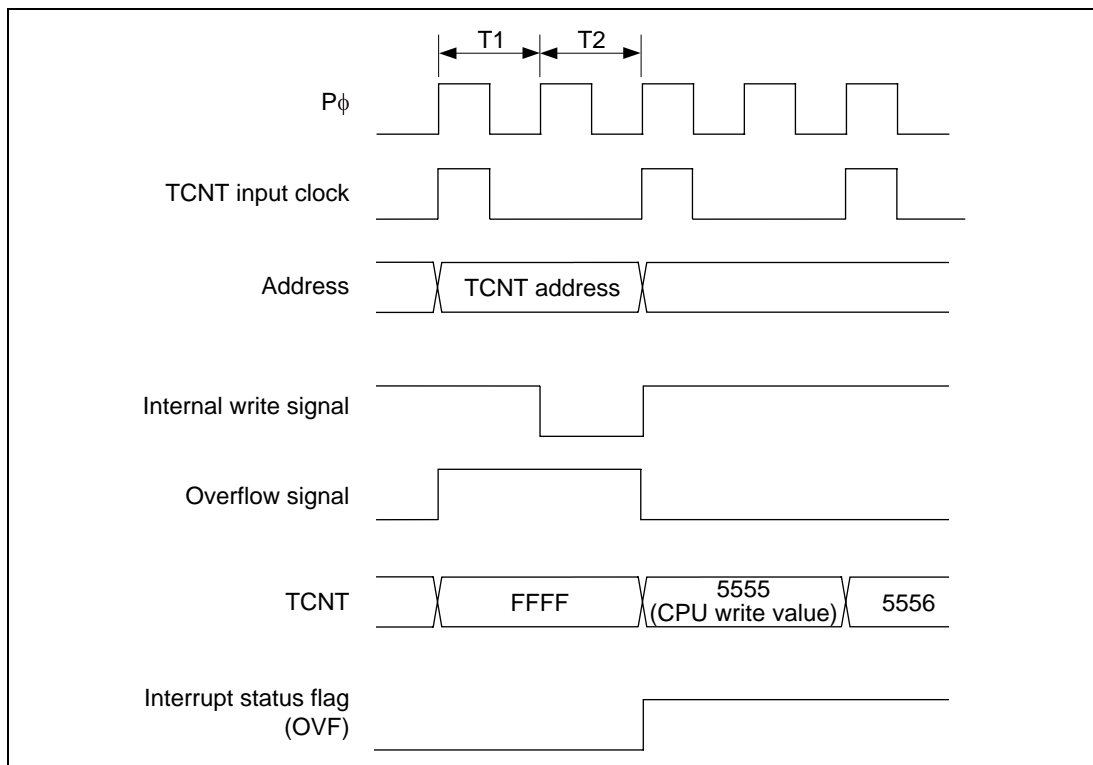 T1 T2
Pϕ
TCNT input clock
Address
TCNT address
Internal write signal
Overflow signal
TCNT
FFFF
5555
(CPU write value)
5556
Interrupt status flag
(OVF)